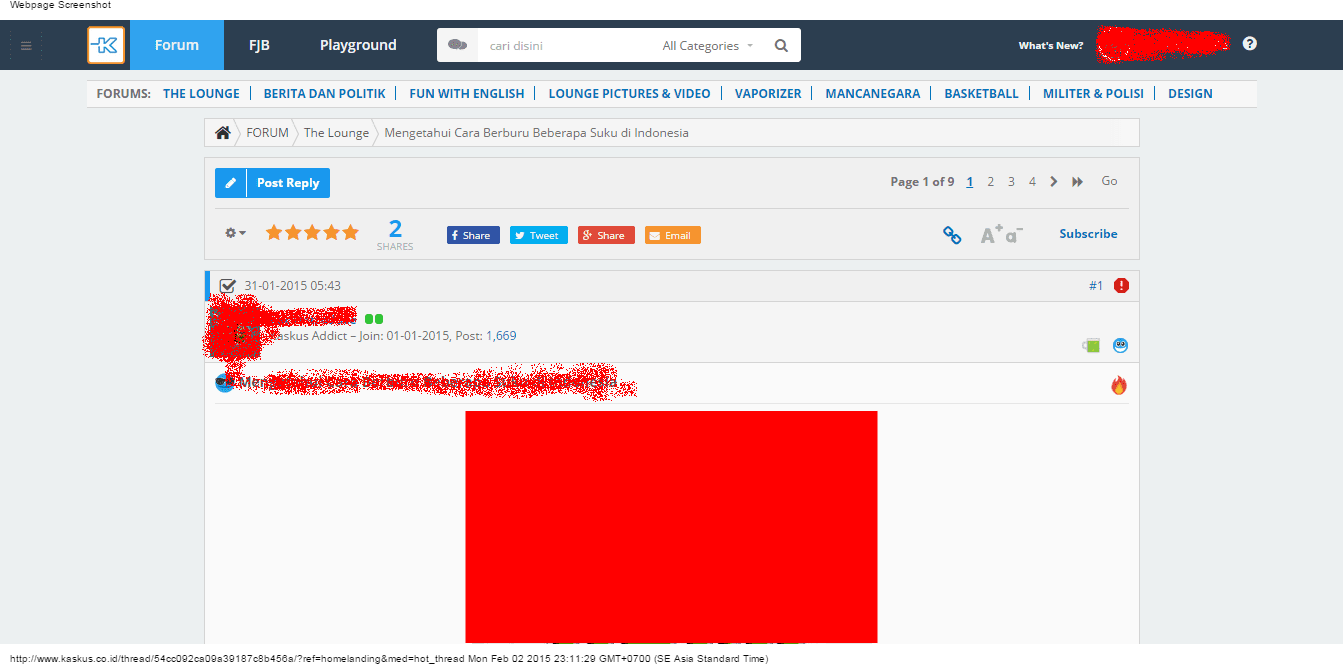 Webpage Screenshot
K Forum FJB Playground cari disini All Categories What's New? ?
FORUMS: THE LOUNGE | BERITA DAN POLITIK | FUN WITH ENGLISH | LOUNGE PICTURES & VIDEO | VAPORIZER | MANCANEGARA | BASKETBALL | MILITER & POLISI | DESIGN
FORUM The Lounge Mengetahui Cara Berburu Beberapa Suku di Indonesia
Post Reply Page 1 of 9 1 2 3 4 Go
2 SHARES f Share Tweet g+ Share Email A+ a- Subscribe
31-01-2015 05:43 #1 !
Addict – Join: 01-01-2015, Post: 1,669
http://www.kaskus.co.id/thread/54cc092ca09a39187c8b456a/?ref=homelanding&med=hot_thread Mon Feb 02 2015 23:11:29 GMT+0700 (SE Asia Standard Time)